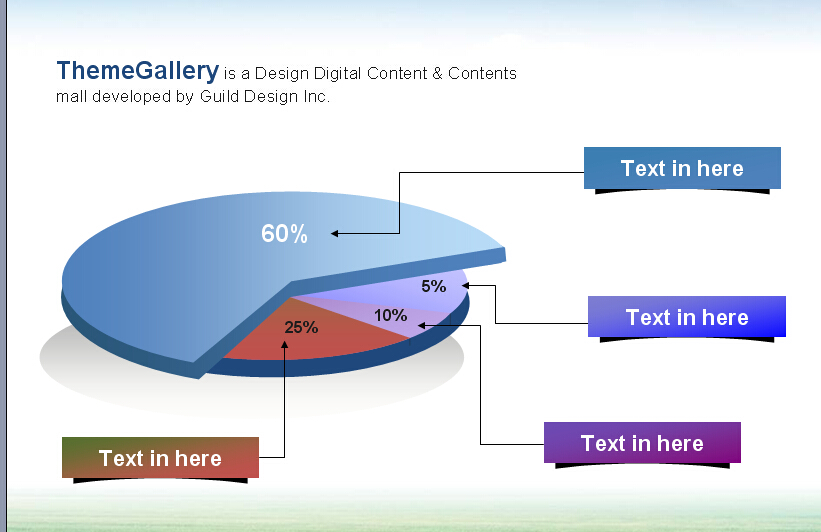 ThemeGallery is a Design Digital Content & Contents
mall developed by Guild Design Inc.
Text in here
60%
5%
Text in here
10%
25%
Text in here
Text in here